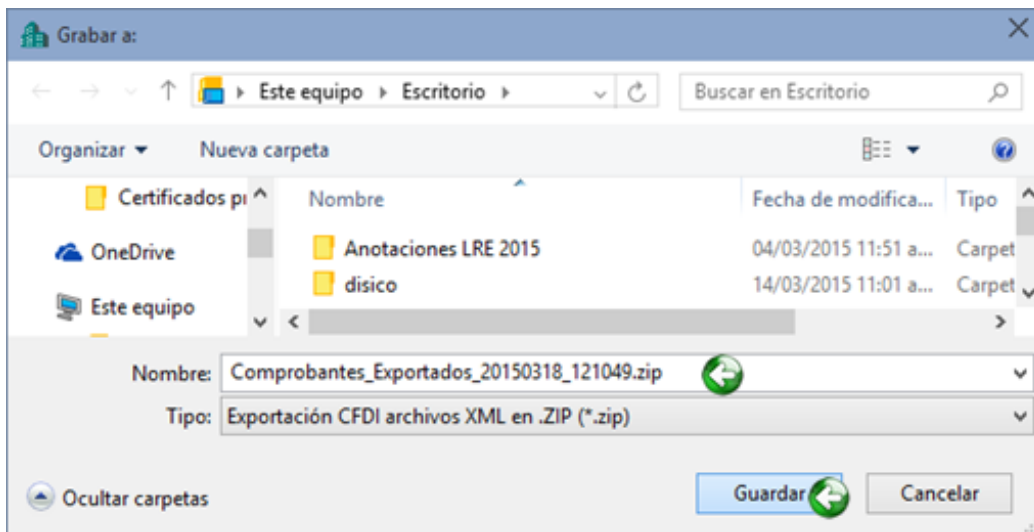 Grabar a:
Este equipo Escritorio
Buscar en Escritorio
Organizar
Nueva carpeta
Certificados
Nombre
Fecha de modifica...
Tipo
OneDrive
Anotaciones LRE 2015
04/03/2015 11:51 a...
Carpet
disico
14/03/2015 11:01 a...
Carpet
Este equipo
Nombre: Comprobantes_Exportados_20150318_121049.zip
Tipo: Exportación CFDI archivos XML en .ZIP (*.zip)
Ocultar carpetas
Guardar
Cancelar